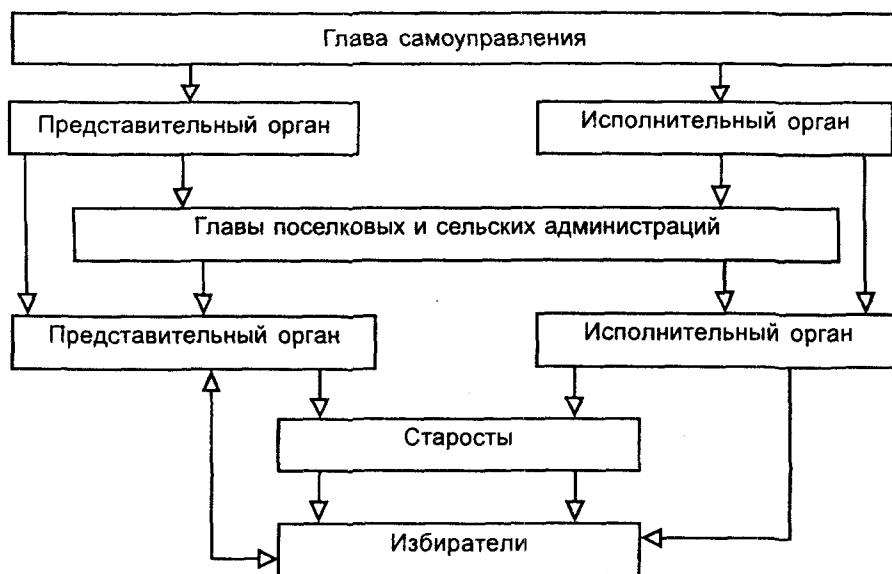 Глава самоуправления
Представительный орган
Исполнительный орган
Главы поселковых и сельских администраций
Представительный орган
Исполнительный орган
Старосты
Избиратели